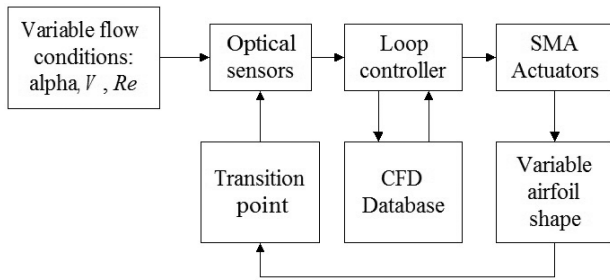 Variable flow
conditions:
alpha, V , Re
Optical
sensors
Loop
controller
SMA
Actuators
Transition
point
CFD
Database
Variable
airfoil
shape